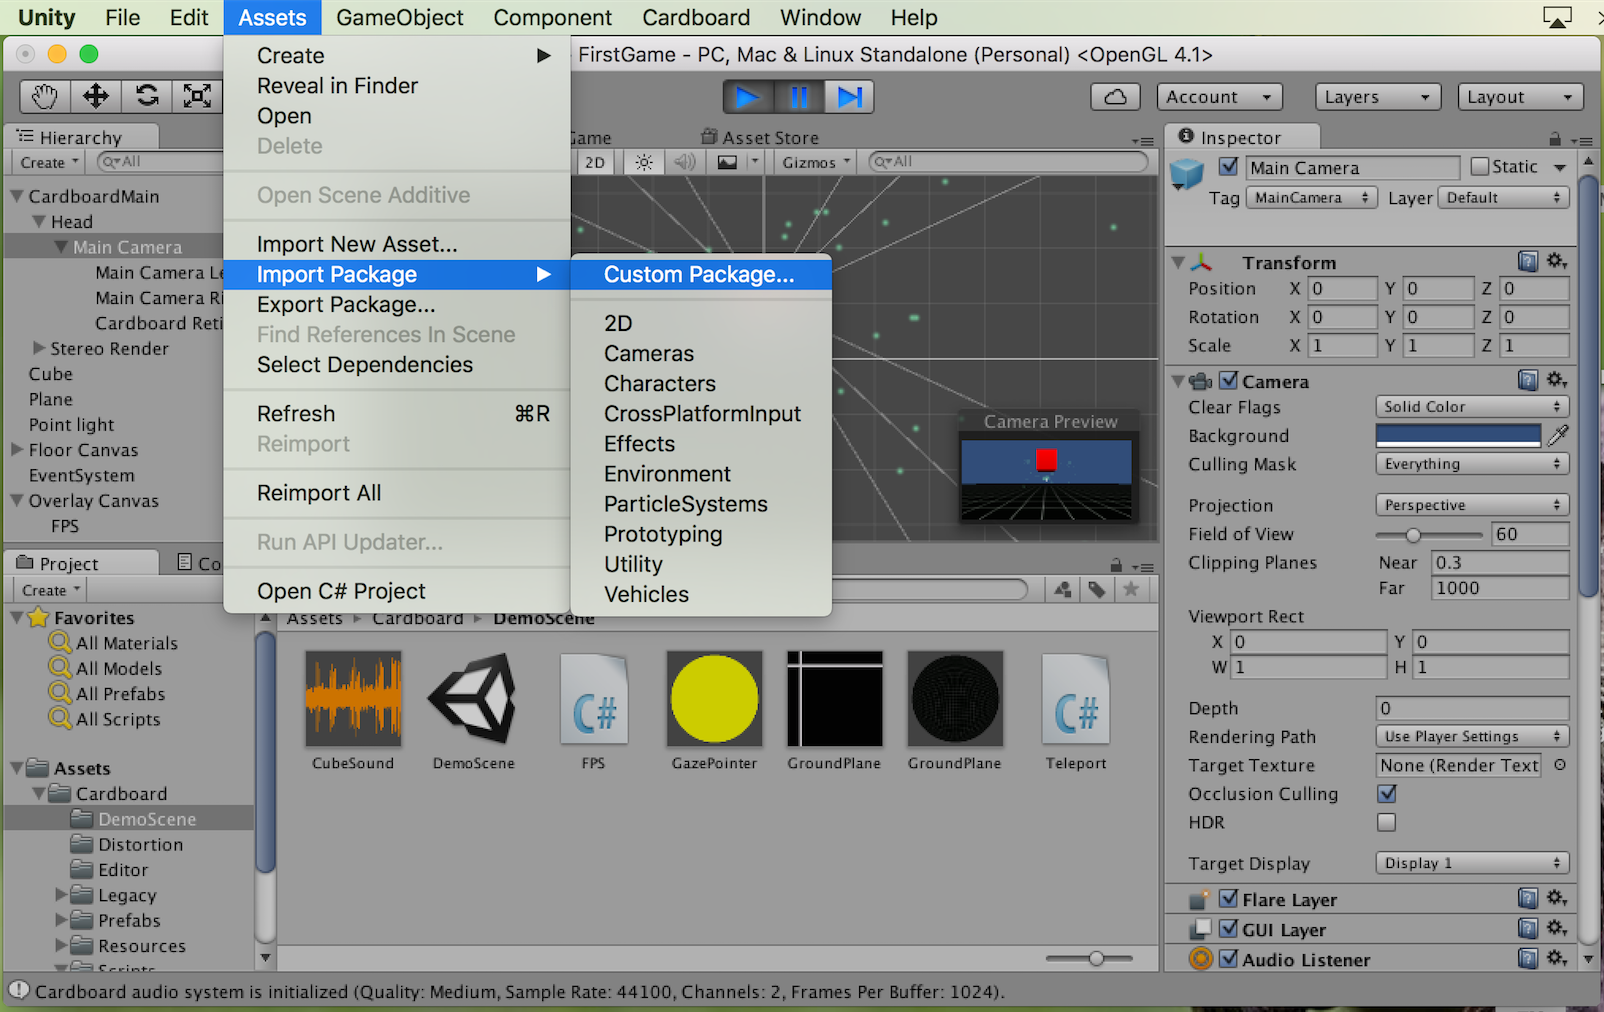 Unity File Edit Assets GameObject Component Cardboard Window Help
FirstGame - PC, Mac & Linux Standalone (Personal) <OpenGL 4.1>
Create
Reveal in Finder
Open
Delete
Open Scene Additive
Import New Asset...
Import Package
Export Package...
Find References In Scene
Select Dependencies
Refresh ⌘R
Reimport
Reimport All
Run API Updater...
Open C# Project
Custom Package...
2D
Cameras
Characters
CrossPlatformInput
Effects
Environment
ParticleSystems
Prototyping
Utility
Vehicles
Account Layers Layout
Hierarchy
Create All
CardboardMain
Head
Main Camera
Main Camera Le
Main Camera Ri
Cardboard Reti
Stereo Render
Cube
Plane
Point light
Floor Canvas
EventSystem
Overlay Canvas
FPS
Game Asset Store
2D Gizmos All
Camera Preview
Project Co
Create
Favorites
All Materials
All Models
All Prefabs
All Scripts
Assets
Cardboard
DemoScene
Distortion
Editor
Legacy
Prefabs
Resources
Scripts
Assets Cardboard DemoScene
C# C#
CubeSound DemoScene FPS GazePointer GroundPlane GroundPlane Teleport
Inspector
Main Camera Static
Tag MainCamera Layer Default
Transform
Position X 0 Y 0 Z 0
Rotation X 0 Y 0 Z 0
Scale X 1 Y 1 Z 1
Camera
Clear Flags Solid Color
Background
Culling Mask Everything
Projection Perspective
Field of View 60
Clipping Planes Near 0.3
Far 1000
Viewport Rect
X 0 Y 0
W 1 H 1
Depth 0
Rendering Path Use Player Settings
Target Texture None (Render Text
Occlusion Culling
HDR
Target Display Display 1
Flare Layer
GUI Layer
Audio Listener
Cardboard audio system is initialized (Quality: Medium, Sample Rate: 44100, Channels: 2, Frames Per Buffer: 1024).